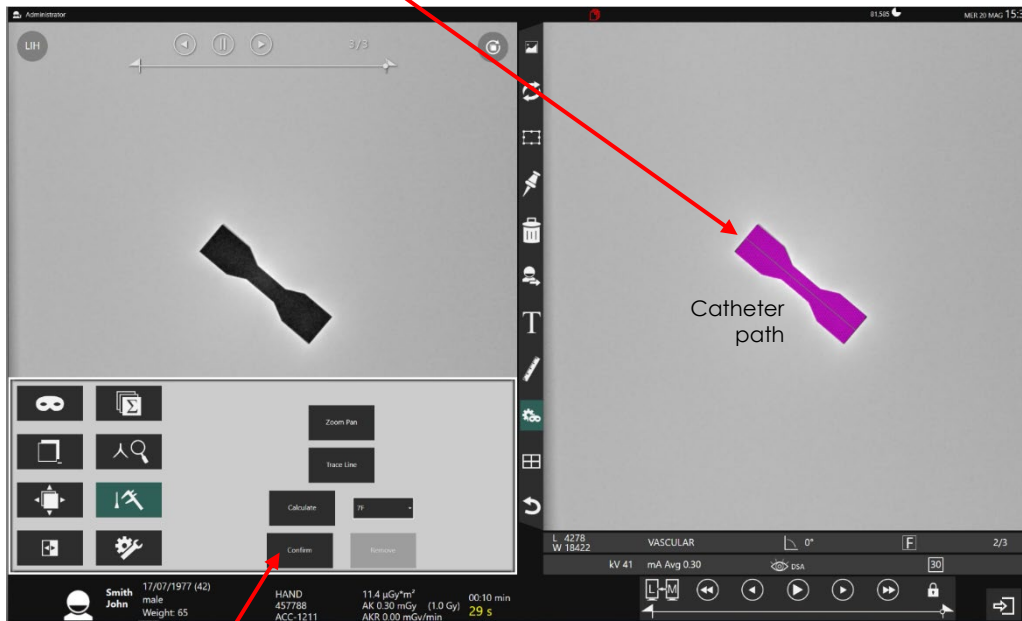 Administrator
81.585
MER 20 MAG 15:3
LIH
3/3
Catheter
path
Zoom Pan
Trace Line
Calculate
7F
Confirm
Remove
T
L 4278
W 18422
VASCULAR
0°
F
2/3
kV 41
mA Avg 0.30
DSA
30
L M
Smith
John
17/07/1977 (42)
male
Weight: 65
HAND
457788
ACC-1211
11.4 µGy*m²
AK 0.30 mGy (1.0 Gy)
AKR 0.00 mGy/min
00:10 min
29 s